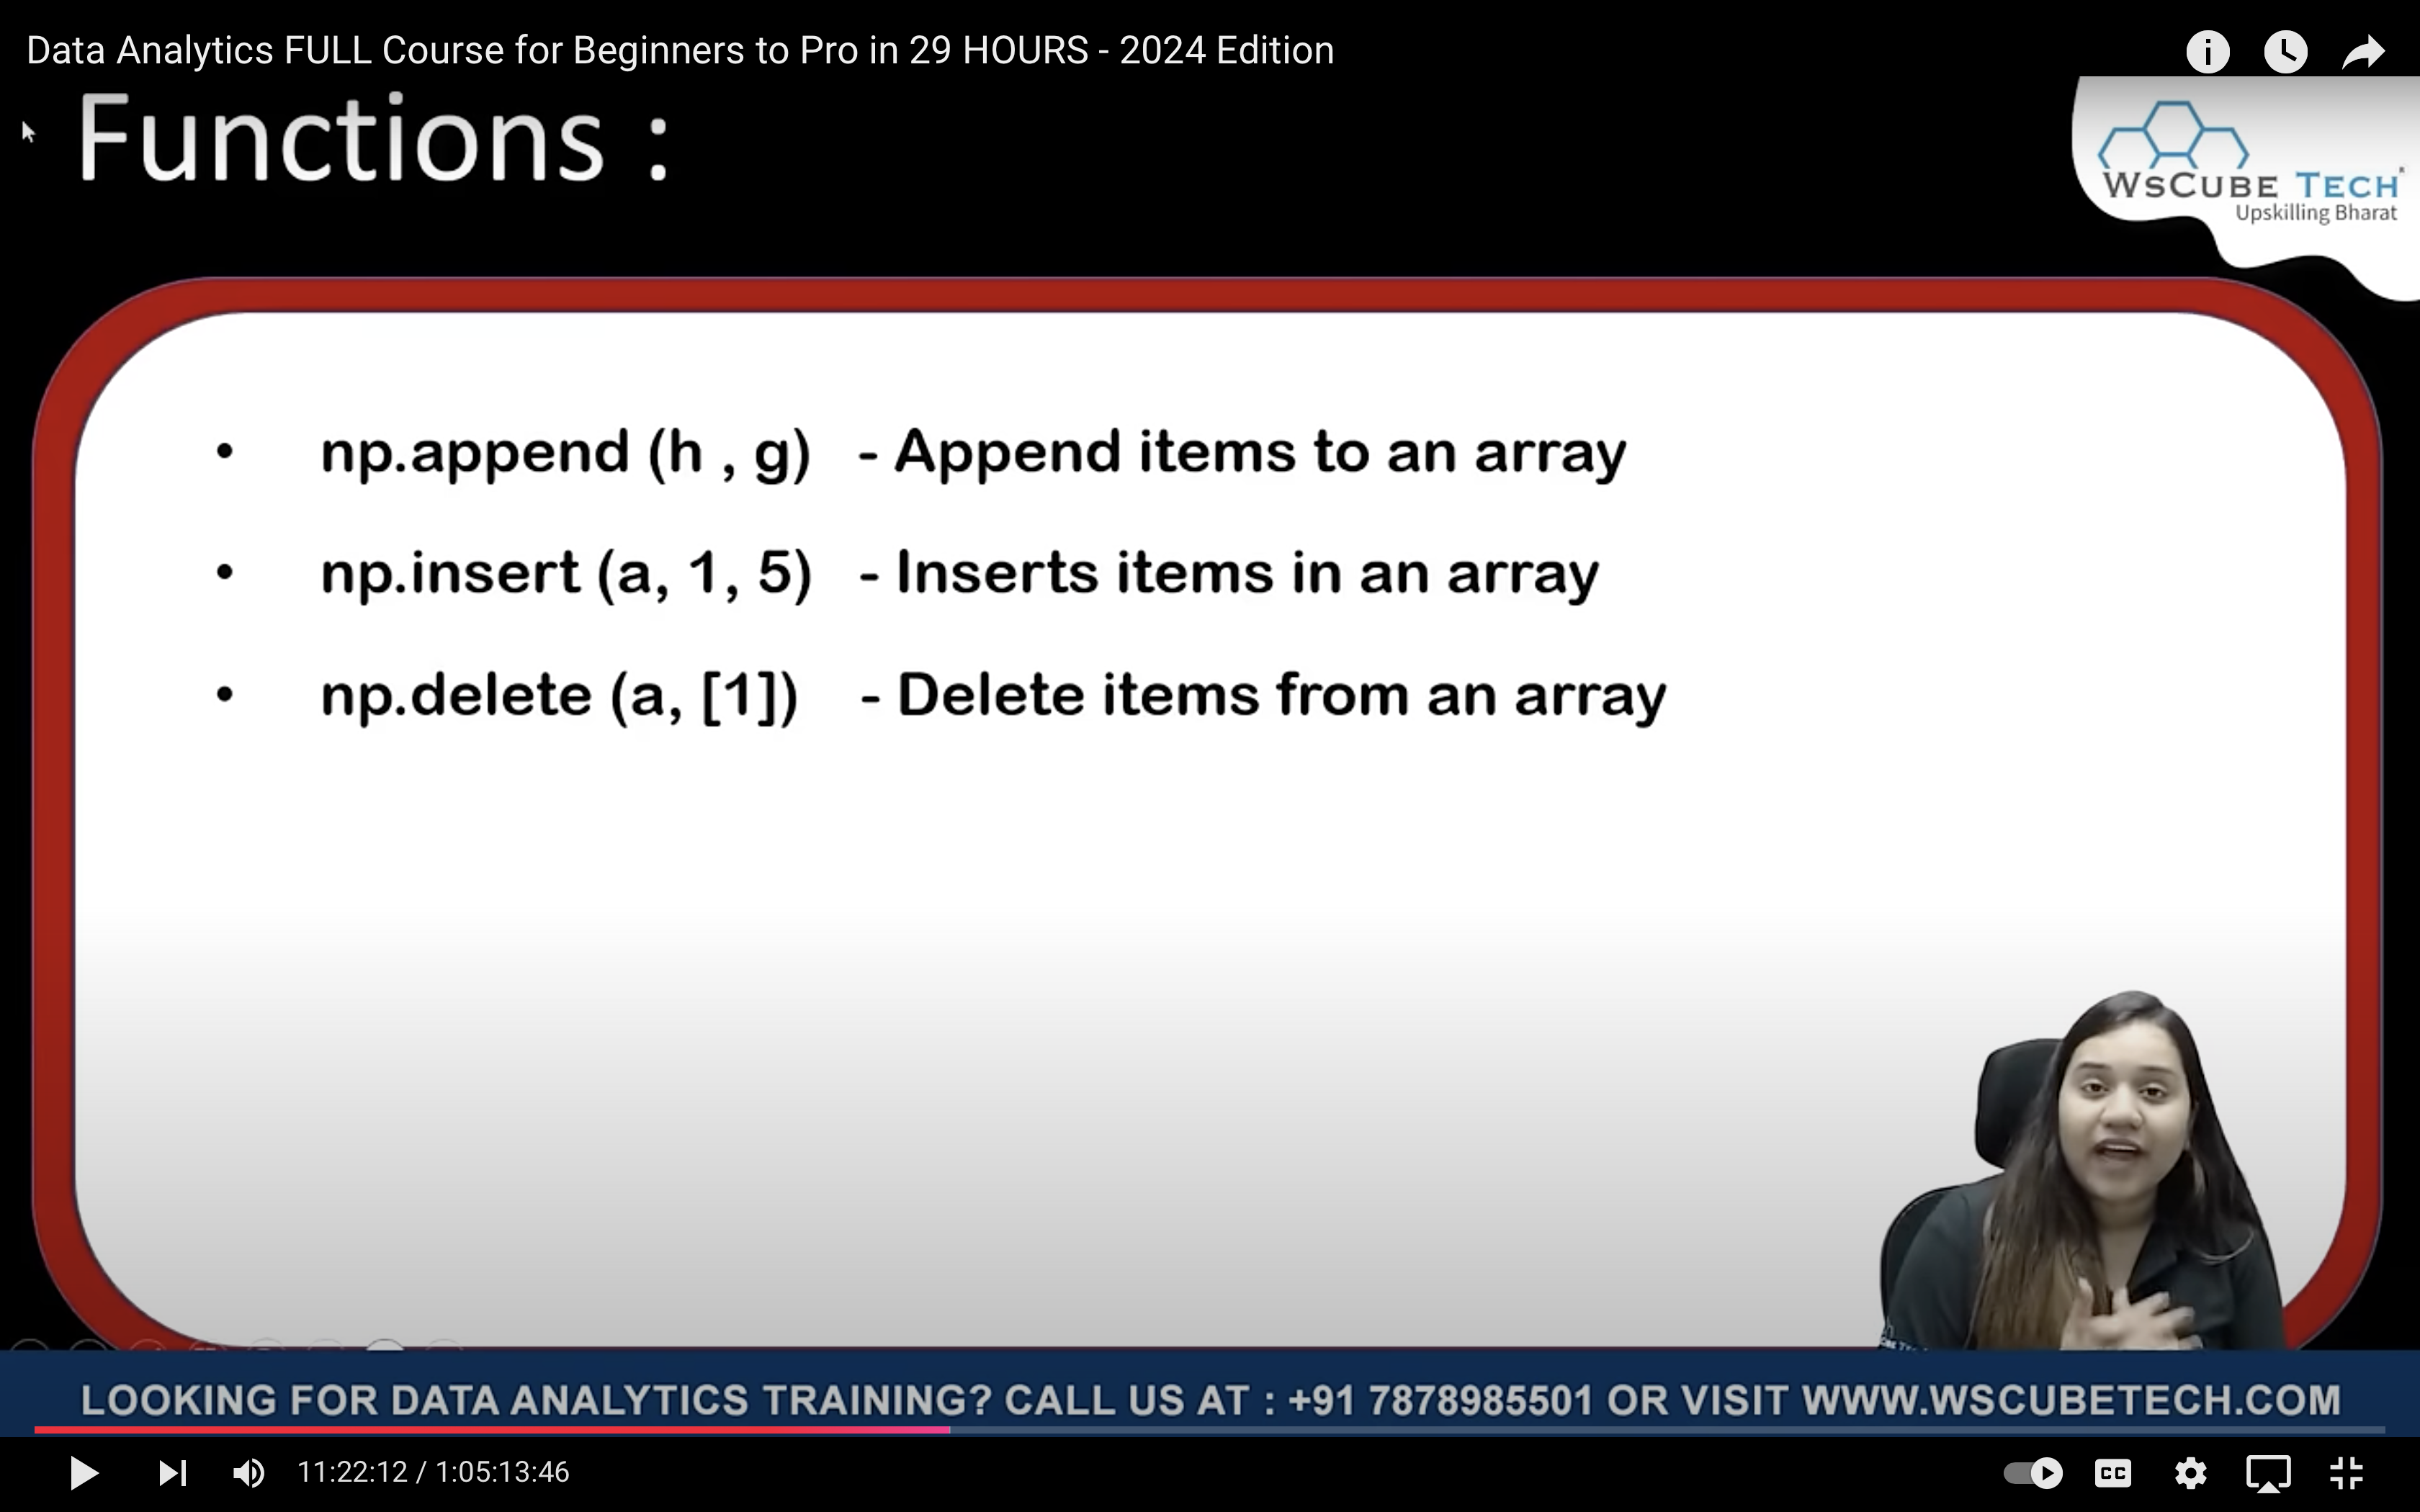 Data Analytics FULL Course for Beginners to Pro in 29 HOURS - 2024 Edition
Functions :
WSCUBE TECH
Upskilling Bharat
• np.append (h , g) - Append items to an array
• np.insert (a, 1, 5) - Inserts items in an array
• np.delete (a, [1]) - Delete items from an array
LOOKING FOR DATA ANALYTICS TRAINING? CALL US AT : +91 7878985501 OR VISIT WWW.WSCUBETECH.COM
11:22:12 / 1:05:13:46
CC